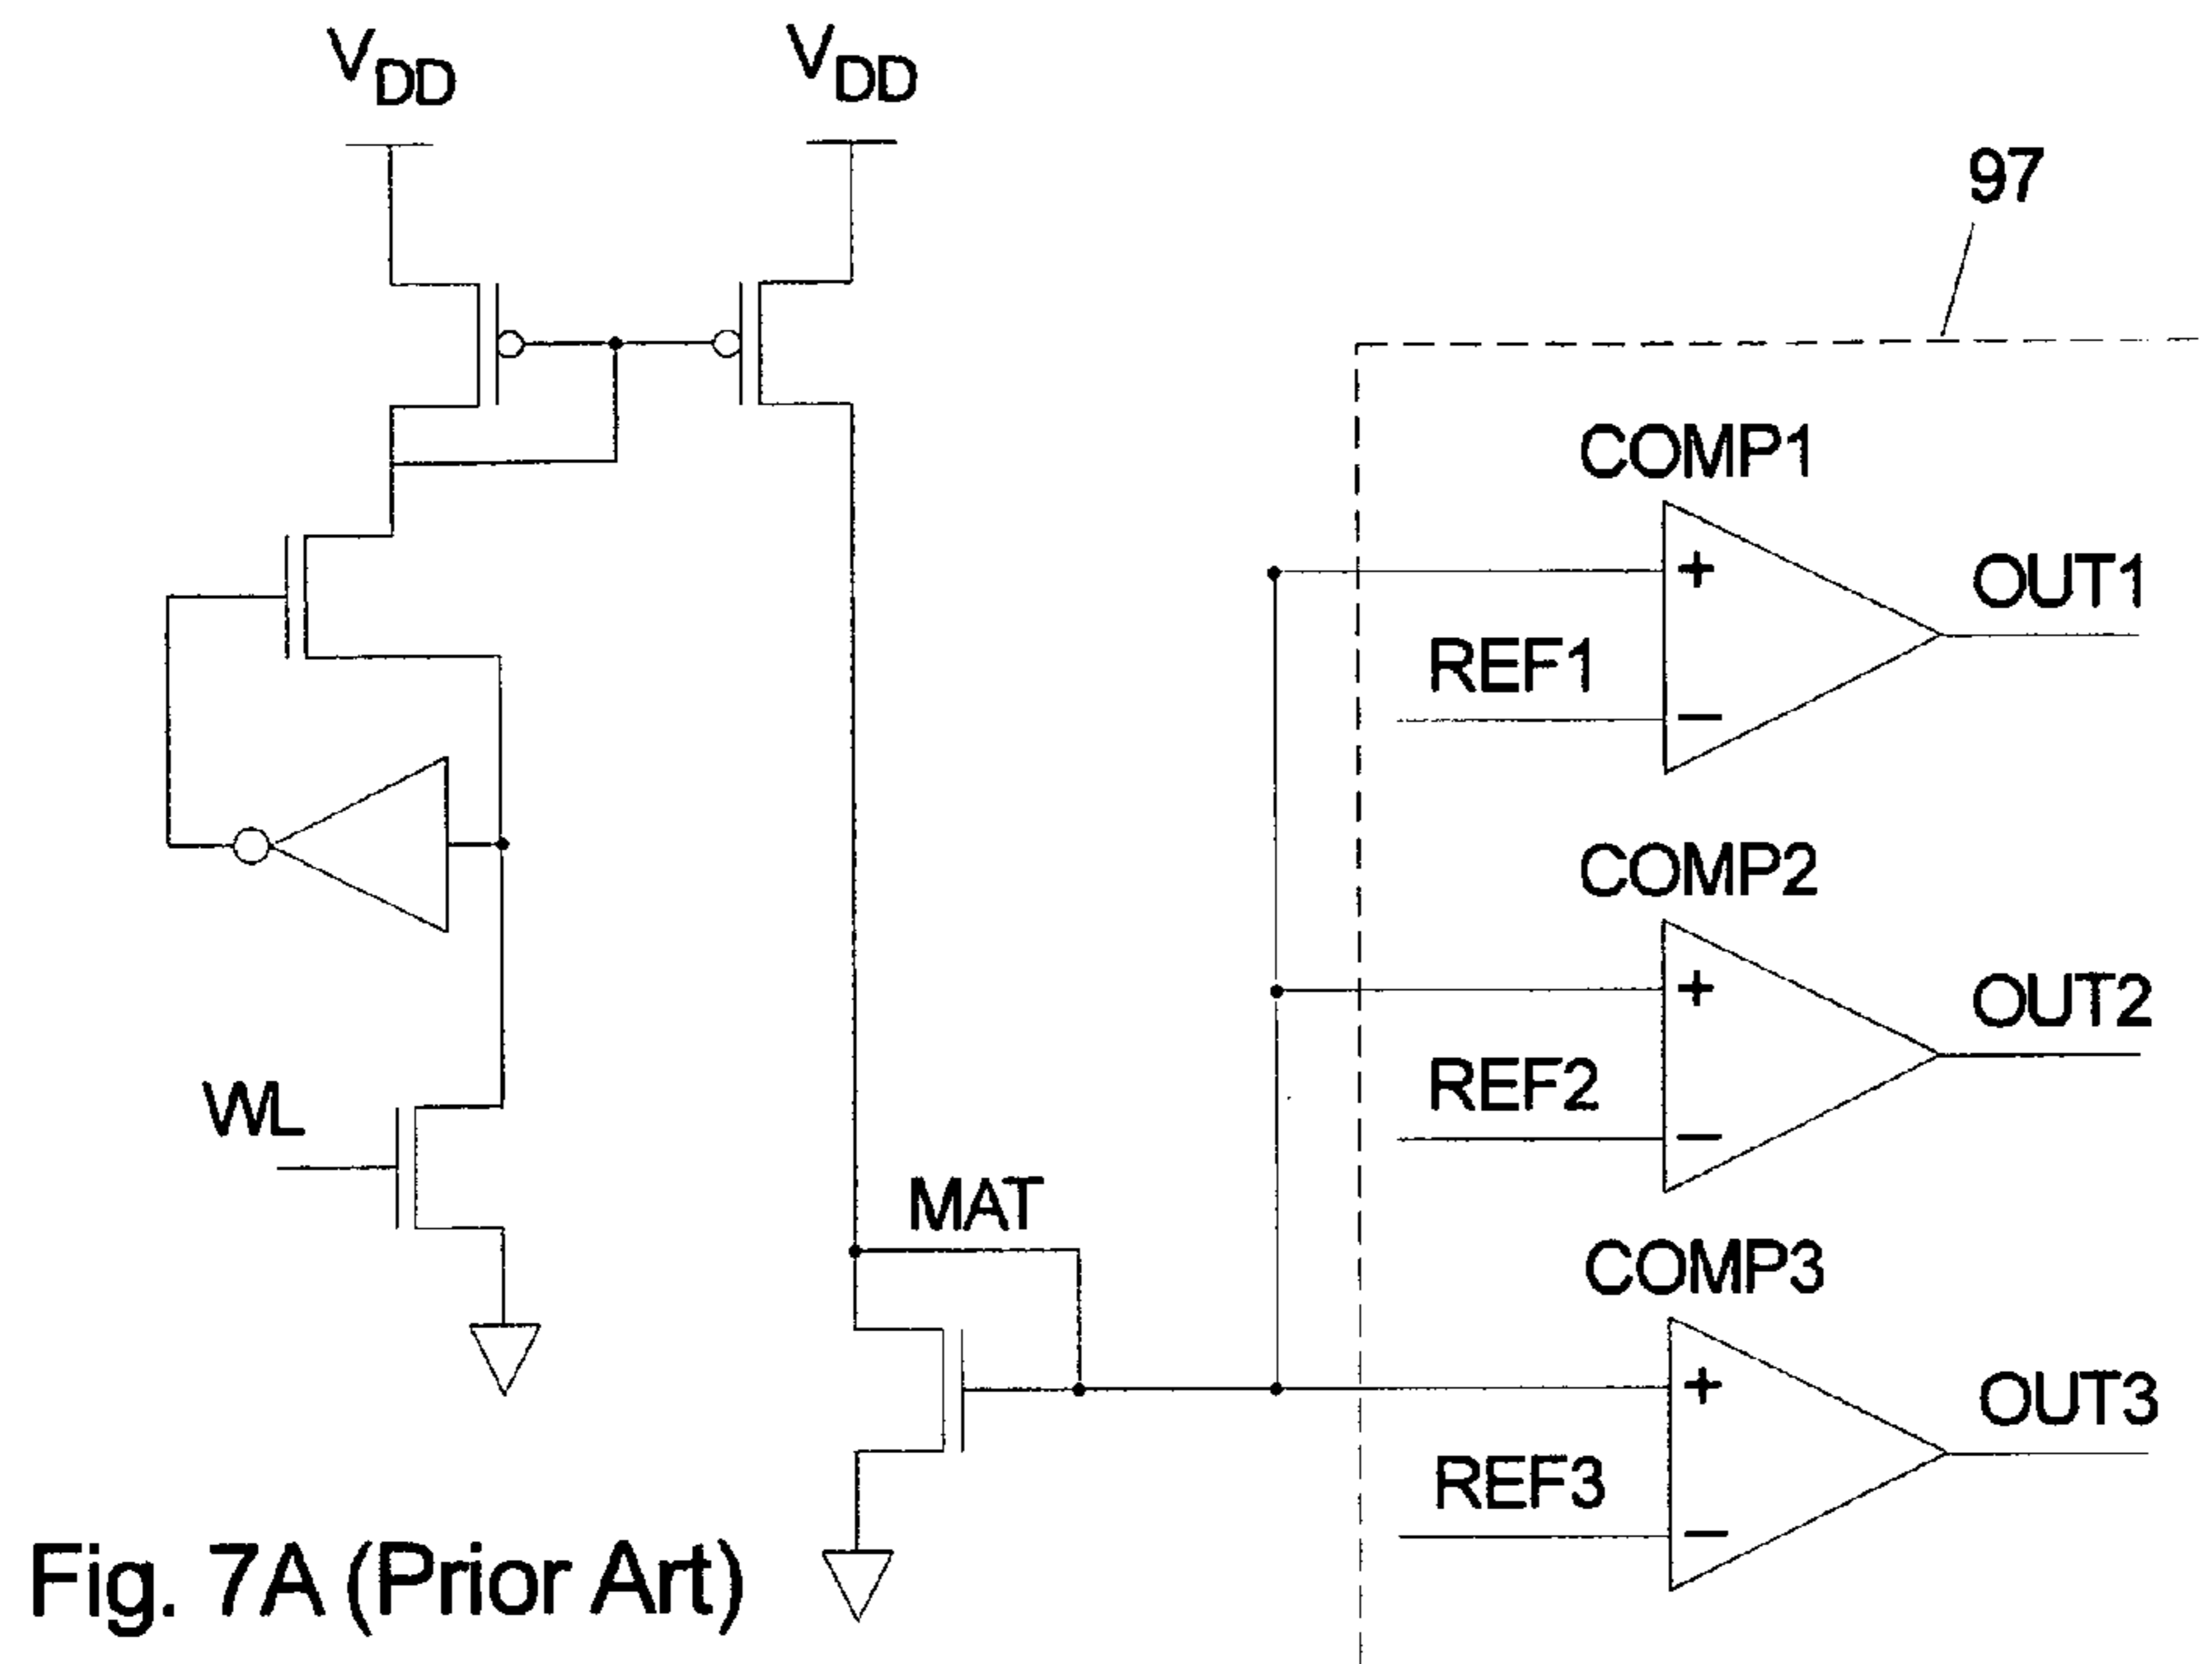 VDD
VDD
97
COMP1
+
OUT1
REF1
−
COMP2
+
OUT2
REF2
−
WL
MAT
COMP3
+
OUT3
REF3
−
Fig. 7A (Prior Art)